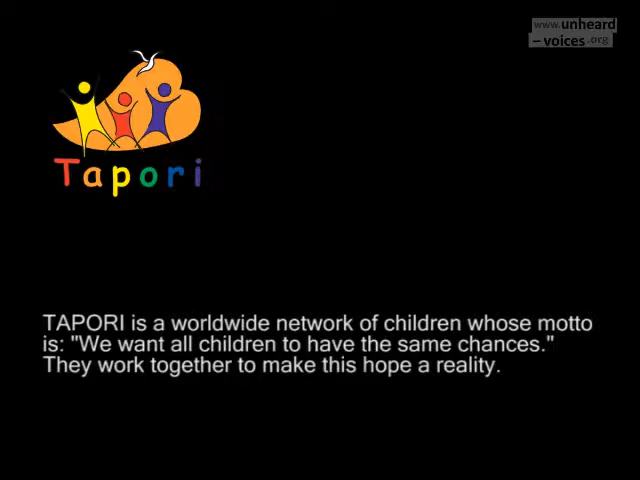 www.unheard
– voices.org
Tapori
TAPORI is a worldwide network of children whose motto
is: "We want all children to have the same chances."
They work together to make this hope a reality.